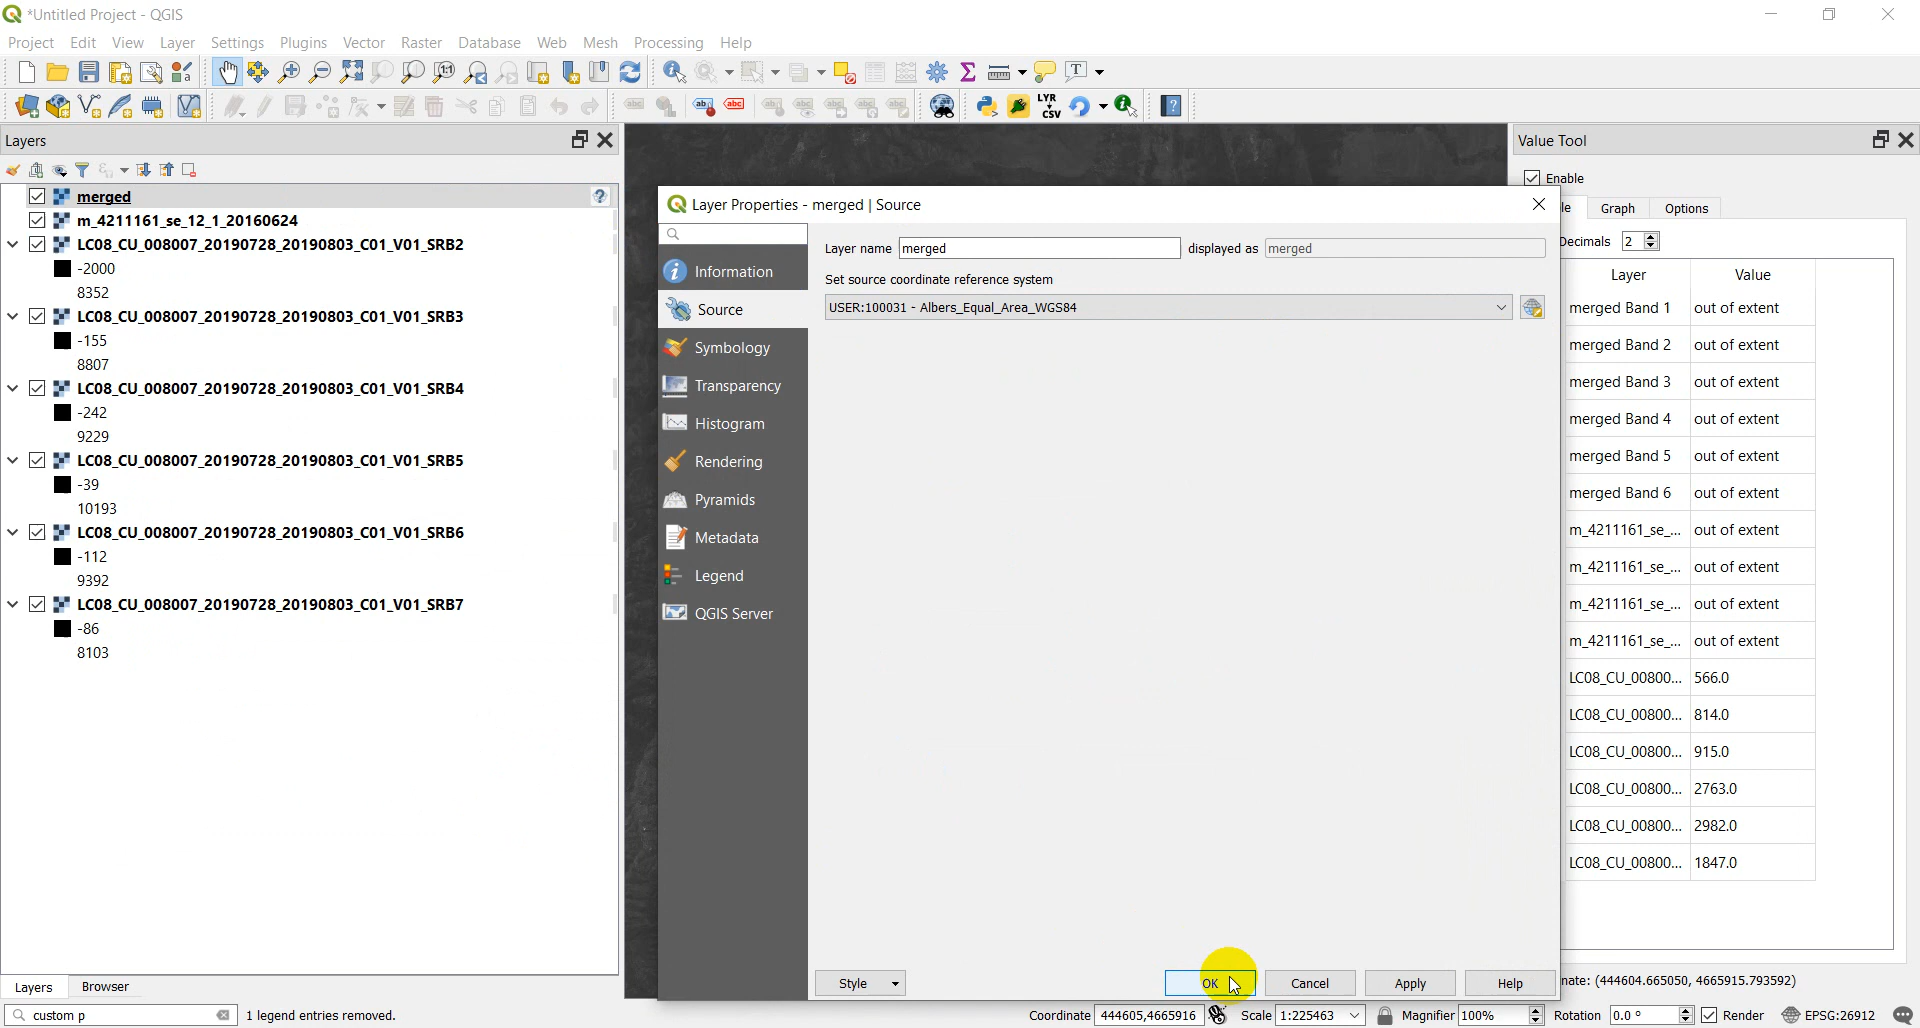 *Untitled Project - QGIS
Project Edit View Layer Settings Plugins Vector Raster Database Web Mesh Processing Help
Layers
merged
m_4211161_se_12_1_20160624
LC08_CU_008007_20190728_20190803_C01_V01_SRB2
-2000
8352
LC08_CU_008007_20190728_20190803_C01_V01_SRB3
-155
8807
LC08_CU_008007_20190728_20190803_C01_V01_SRB4
-242
9229
LC08_CU_008007_20190728_20190803_C01_V01_SRB5
-39
10193
LC08_CU_008007_20190728_20190803_C01_V01_SRB6
-112
9392
LC08_CU_008007_20190728_20190803_C01_V01_SRB7
-86
8103
Layers Browser
Layer Properties - merged | Source
Information
Source
Symbology
Transparency
Histogram
Rendering
Pyramids
Metadata
Legend
QGIS Server
Layer name merged displayed as merged
Set source coordinate reference system
USER:100031 - Albers_Equal_Area_WGS84
Style OK Cancel Apply Help
Value Tool
Enable
le Graph Options
Decimals 2
Layer Value
merged Band 1 out of extent
merged Band 2 out of extent
merged Band 3 out of extent
merged Band 4 out of extent
merged Band 5 out of extent
merged Band 6 out of extent
m_4211161_se_... out of extent
m_4211161_se_... out of extent
m_4211161_se_... out of extent
m_4211161_se_... out of extent
LC08_CU_00800... 566.0
LC08_CU_00800... 814.0
LC08_CU_00800... 915.0
LC08_CU_00800... 2763.0
LC08_CU_00800... 2982.0
LC08_CU_00800... 1847.0
nate: (444604.665050, 4665915.793592)
custom p 1 legend entries removed. Coordinate 444605,4665916 Scale 1:225463 Magnifier 100% Rotation 0.0 ° Render EPSG:26912